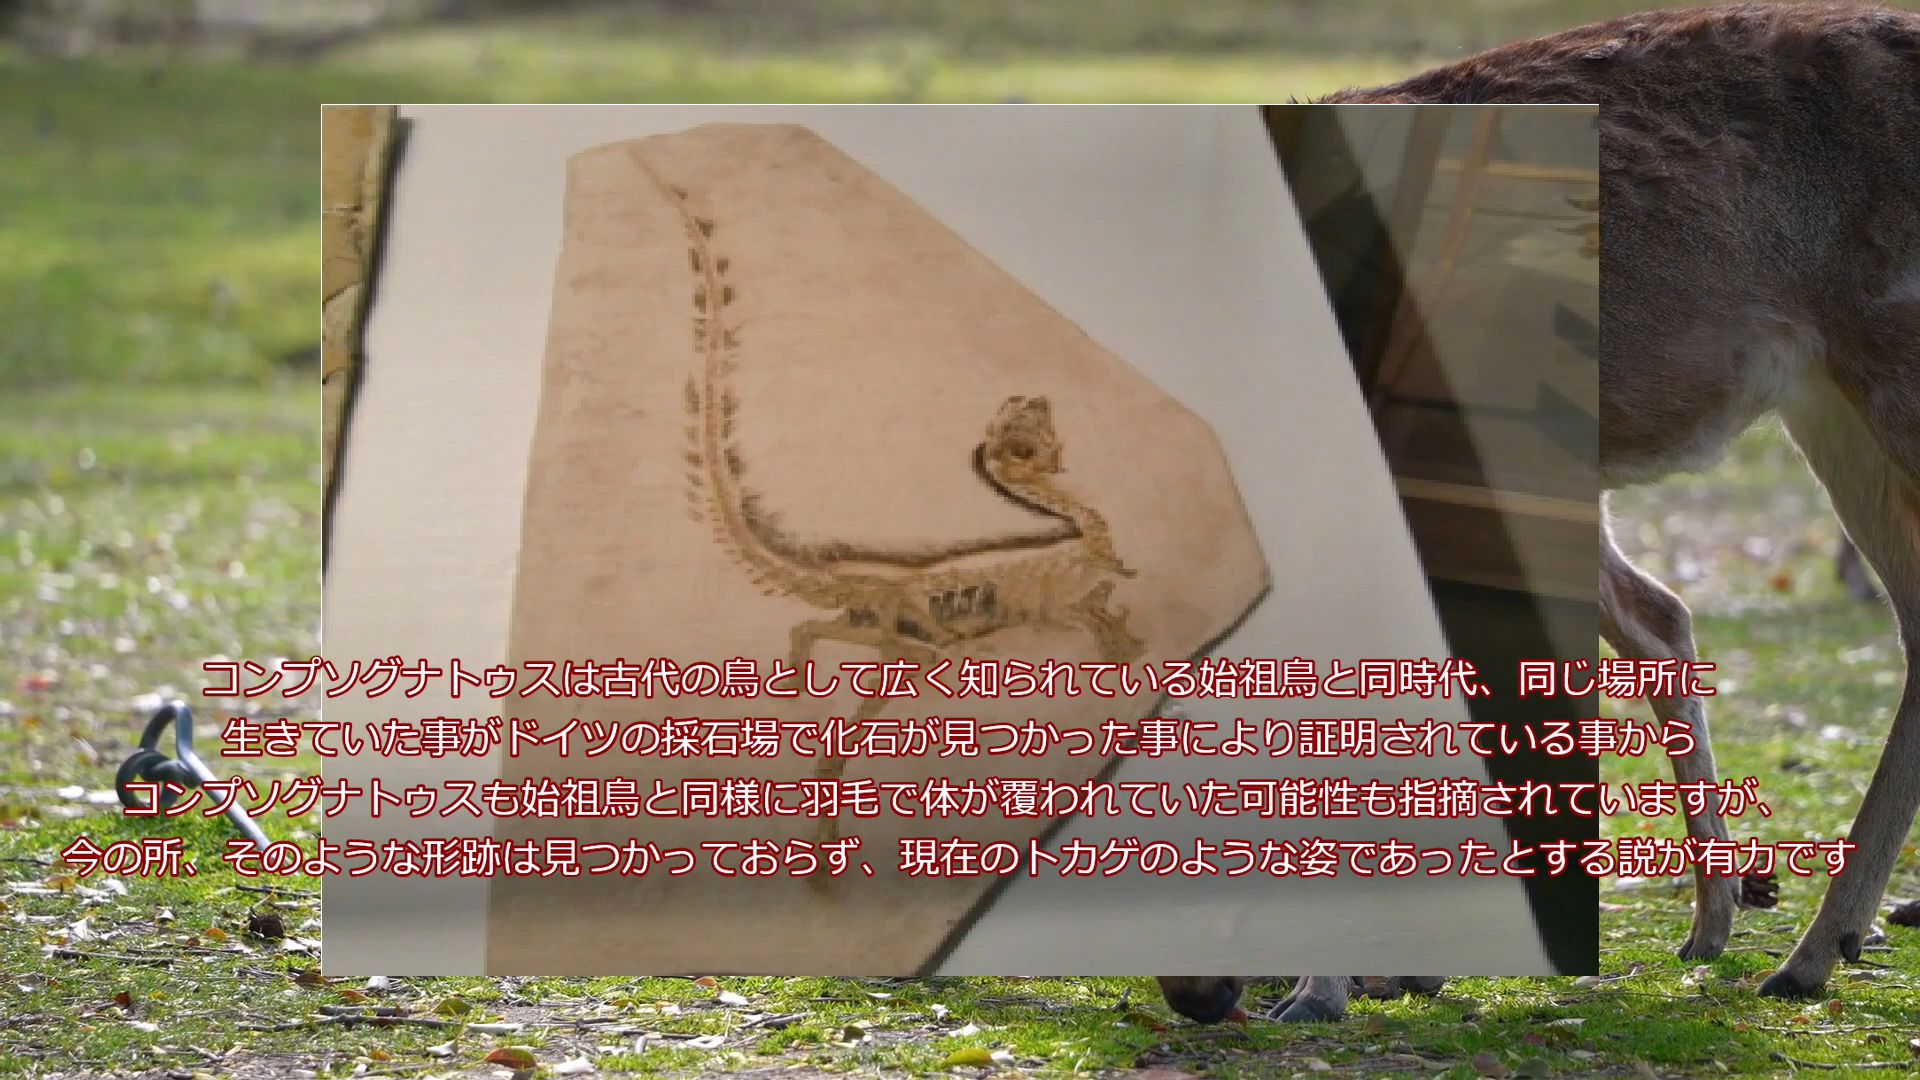 コンプソグナトゥスは古代の鳥として広く知られている始祖鳥と同時代、同じ場所に
生きていた事がドイツの採石場で化石が見つかった事により証明されている事から
コンプソグナトゥスも始祖鳥と同様に羽毛で体が覆われていた可能性も指摘されていますが、
今の所、そのような形跡は見つかっておらず、現在のトカゲのような姿であったとする説が有力です